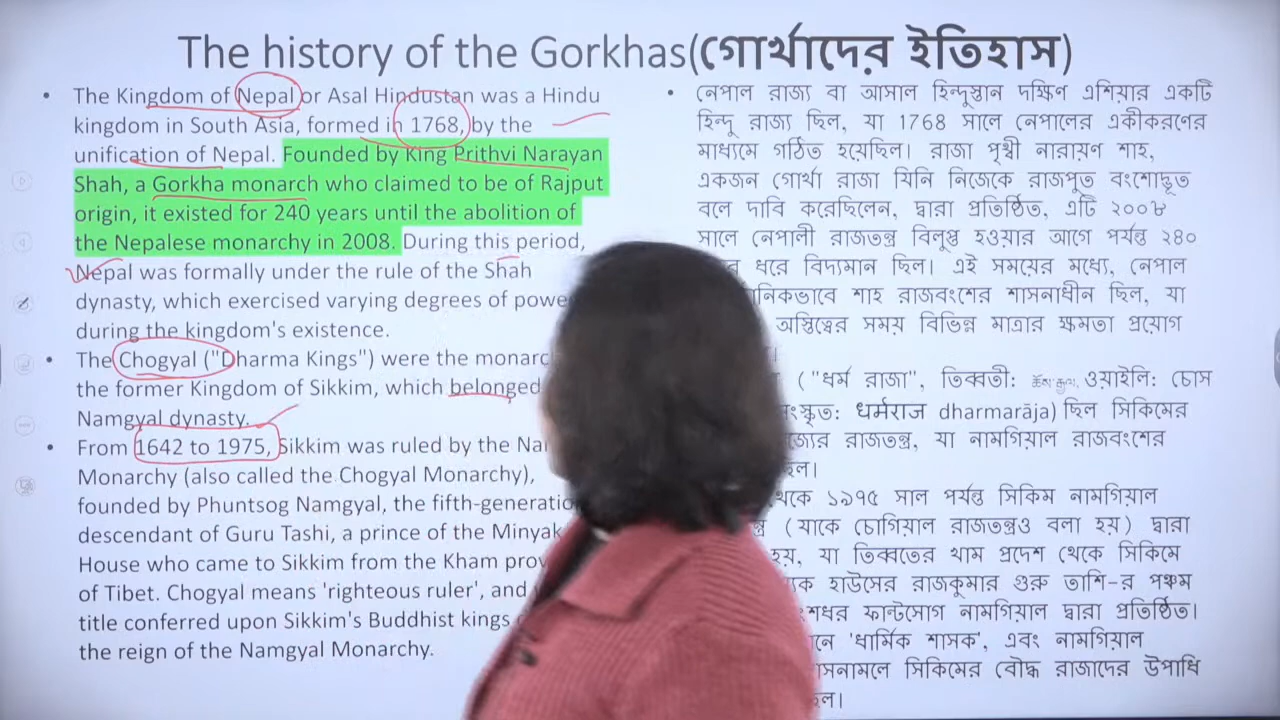 The history of the Gorkhas(গোর্খাদের ইতিহাস)
• The Kingdom of Nepal or Asal Hindustan was a Hindu
kingdom in South Asia, formed in 1768, by the
unification of Nepal. Founded by King Prithvi Narayan
Shah, a Gorkha monarch who claimed to be of Rajput
origin, it existed for 240 years until the abolition of
the Nepalese monarchy in 2008. During this period,
Nepal was formally under the rule of the Shah
dynasty, which exercised varying degrees of powe
during the kingdom's existence.
• The Chogyal ("Dharma Kings") were the monarc
the former Kingdom of Sikkim, which belonged
Namgyal dynasty.
• From 1642 to 1975, Sikkim was ruled by the Na
Monarchy (also called the Chogyal Monarchy),
founded by Phuntsog Namgyal, the fifth-generatio
descendant of Guru Tashi, a prince of the Minyak
House who came to Sikkim from the Kham prov
of Tibet. Chogyal means 'righteous ruler', and
title conferred upon Sikkim's Buddhist kings
the reign of the Namgyal Monarchy.
• নেপাল রাজ্য বা আসাল হিন্দুস্তান দক্ষিণ এশিয়ার একটি
হিন্দু রাজ্য ছিল, যা 1768 সালে নেপালের একীকরণের
মাধ্যমে গঠিত হয়েছিল। রাজা পৃথ্বী নারায়ণ শাহ,
একজন গোর্খা রাজা যিনি নিজেকে রাজপুত বংশোদ্ভূত
বলে দাবি করেছিলেন, দ্বারা প্রতিষ্ঠিত, এটি ২০০৮
সালে নেপালী রাজতন্ত্র বিলুপ্ত হওয়ার আগে পর্যন্ত ২৪০
ধরে বিদ্যমান ছিল। এই সময়ের মধ্যে, নেপাল
নিকভাবে শাহ রাজবংশের শাসনাধীন ছিল, যা
অস্তিত্বের সময় বিভিন্ন মাত্রার ক্ষমতা প্রয়োগ
("ধর্ম রাজা", তিব্বতী: ওয়াইলি: চোস
ংস্কৃত: धर्मराज dharmarāja) ছিল সিকিমের
জ্যের রাজতন্ত্র, যা নামগিয়াল রাজবংশের
ছিল।
থেকে ১৯৭৫ সাল পর্যন্ত সিকিম নামগিয়াল
(যাকে চোগিয়াল রাজতন্ত্রও বলা হয়) দ্বারা
হয়, যা তিব্বতের খাম প্রদেশ থেকে সিকিমে
ক হাউসের রাজকুমার গুরু তাশি-র পঞ্চম
শধর ফান্টসোগ নামগিয়াল দ্বারা প্রতিষ্ঠিত।
নে 'ধার্মিক শাসক', এবং নামগিয়াল
সনামলে সিকিমের বৌদ্ধ রাজাদের উপাধি
ল।